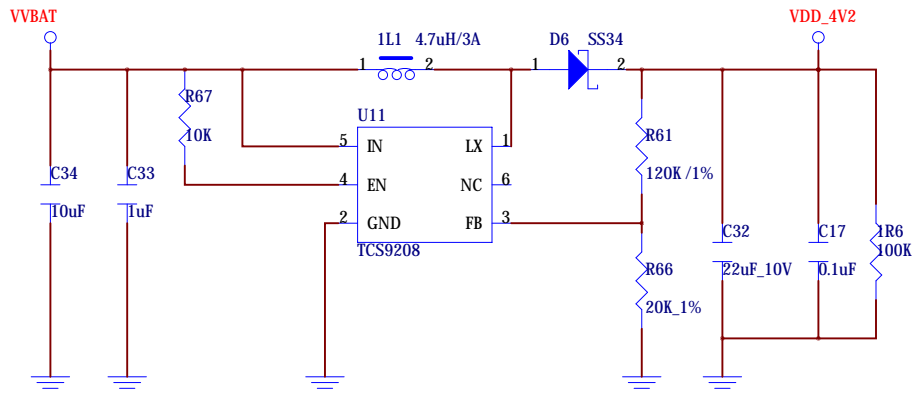 VVBAT
VDD_4V2
1L1 4.7uH/3A
D6 SS34
1 2
1 2
R67
10K
U11
5 IN LX 1
4 EN NC 6
2 GND FB 3
TCS9208
R61
120K/1%
C34
10uF
C33
1uF
C32
22uF_10V
C17
0.1uF
1R6
100K
R66
20K_1%